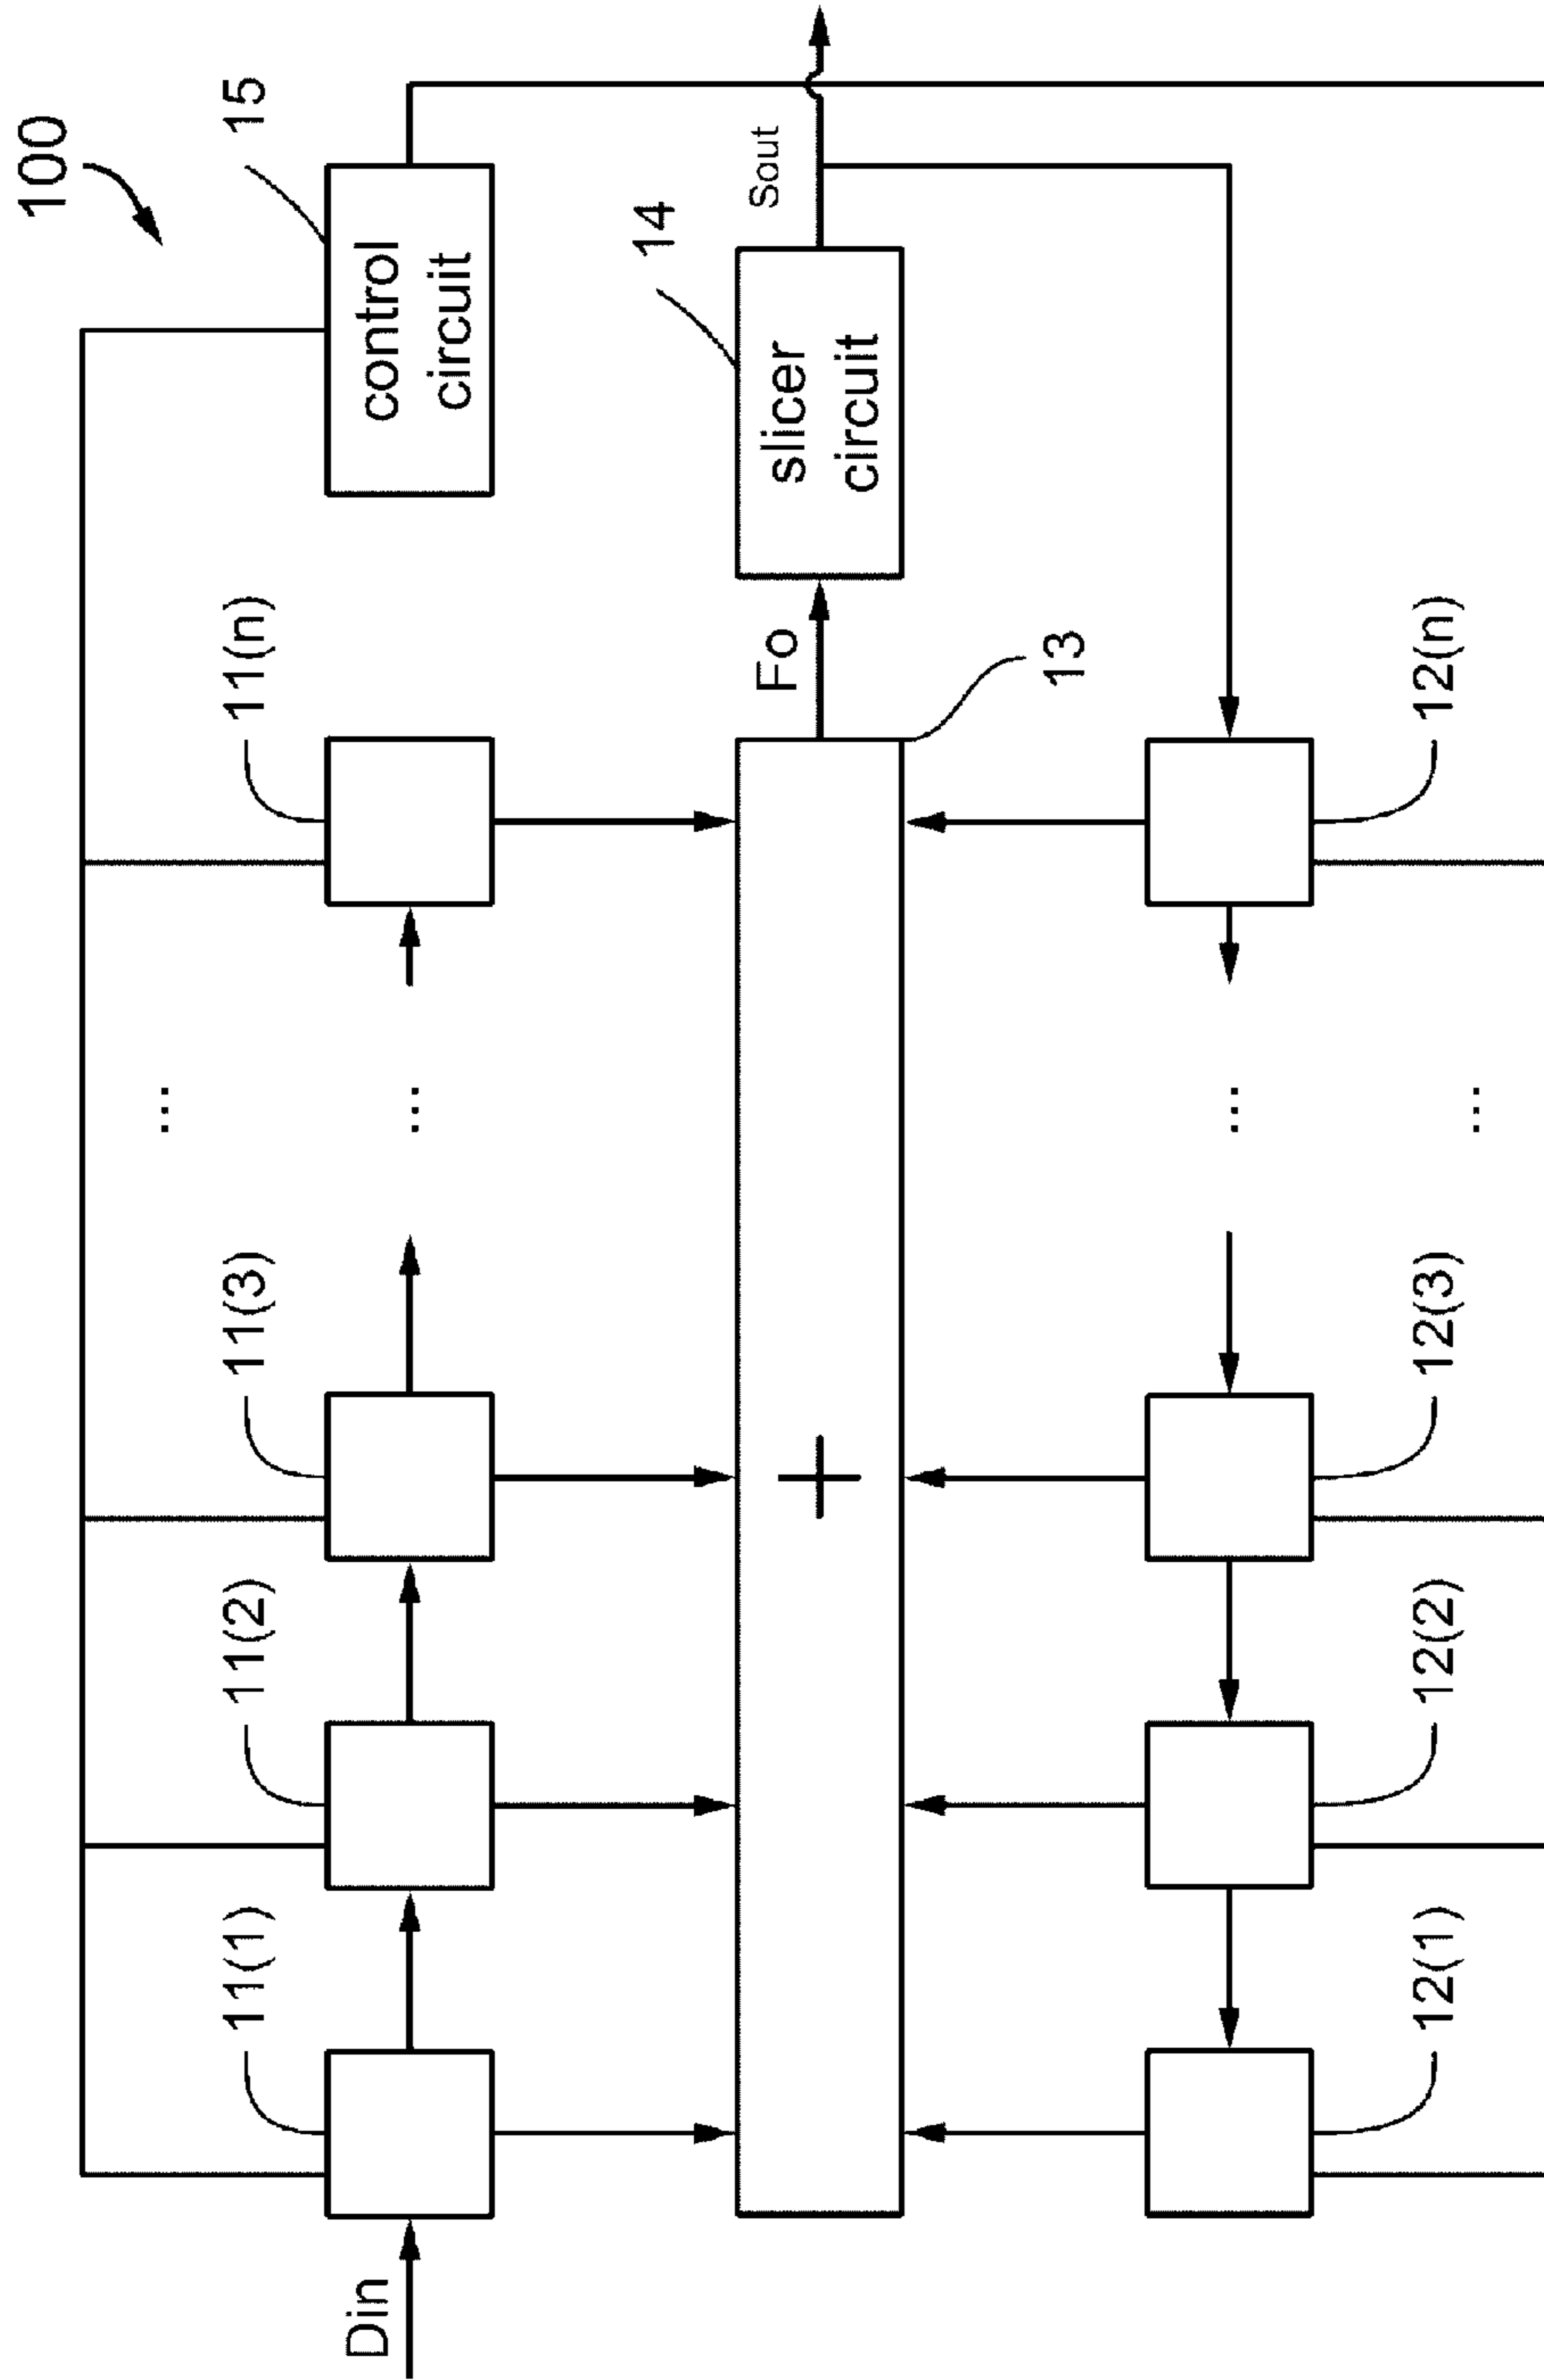 100
15
control
circuit
11(1)
11(2)
11(3)
...
11(n)
Din
...
14
slicer
circuit
Sout
Fo
+
13
...
12(1)
12(2)
12(3)
...
12(n)